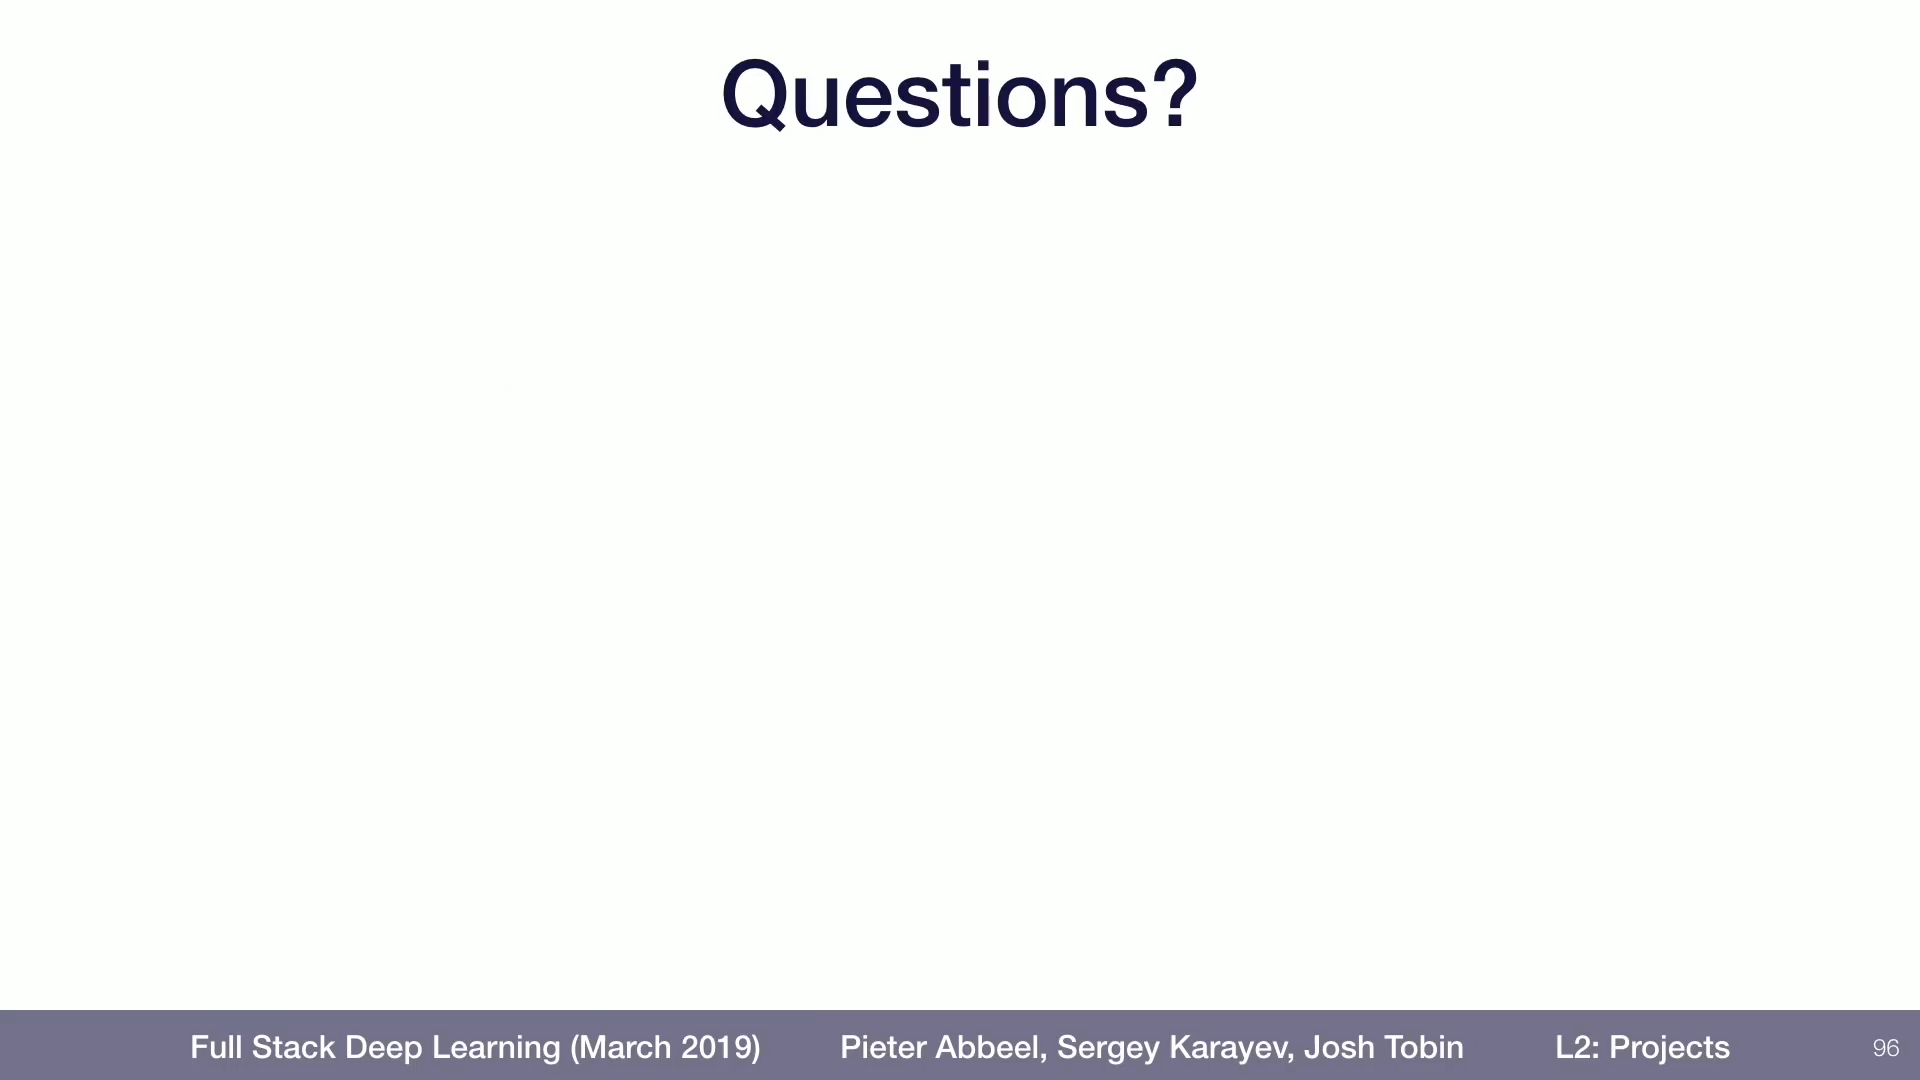 Questions?
Full Stack Deep Learning (March 2019) Pieter Abbeel, Sergey Karayev, Josh Tobin L2: Projects 96